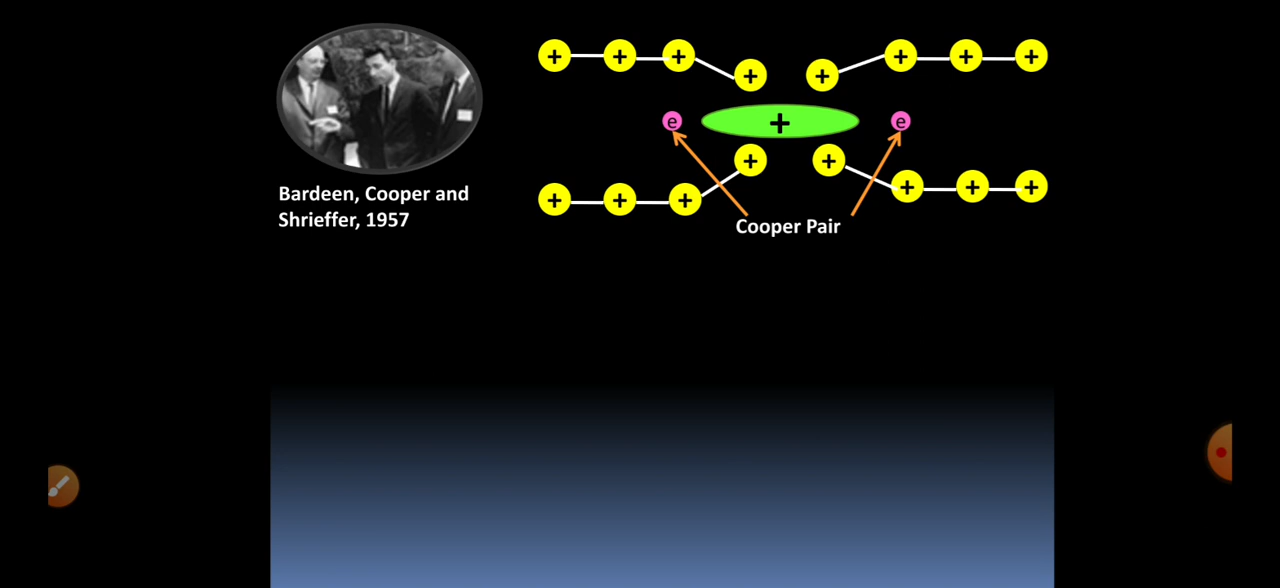 + + + + + + + +
e + e
+ + + + + + + +
Bardeen, Cooper and
Shrieffer, 1957
Cooper Pair